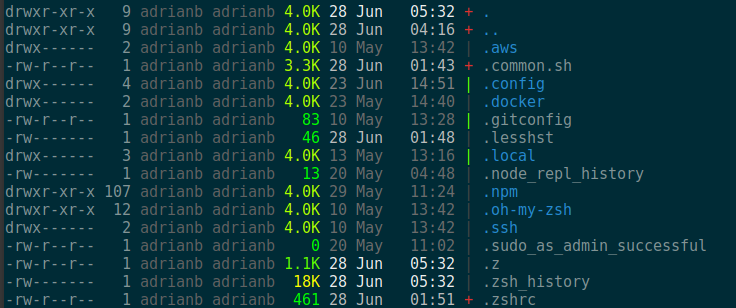 drwxr-xr-x   9 adrianb adrianb 4.0K 28 Jun   05:32 + .
drwxr-xr-x   9 adrianb adrianb 4.0K 28 Jun   04:16 + ..
drwx------   2 adrianb adrianb 4.0K 10 May   13:42 | .aws
-rw-r--r--   1 adrianb adrianb 3.3K 28 Jun   01:43 + .common.sh
drwx------   4 adrianb adrianb 4.0K 23 Jun   14:51 | .config
drwx------   2 adrianb adrianb 4.0K 23 May   14:40 | .docker
-rw-r--r--   1 adrianb adrianb   83 10 May   13:28 | .gitconfig
-rw-------   1 adrianb adrianb   46 28 Jun   01:48 | .lesshst
drwx------   3 adrianb adrianb 4.0K 13 May   13:16 | .local
-rw-------   1 adrianb adrianb   13 20 May   04:48 | .node_repl_history
drwxr-xr-x 107 adrianb adrianb 4.0K 29 May   11:24 | .npm
drwxr-xr-x  12 adrianb adrianb 4.0K 10 May   13:42 | .oh-my-zsh
drwx------   2 adrianb adrianb 4.0K 10 May   13:42 | .ssh
-rw-r--r--   1 adrianb adrianb    0 20 May   11:02 | .sudo_as_admin_successful
-rw-r--r--   1 adrianb adrianb 1.1K 28 Jun   05:32 | .z
-rw-------   1 adrianb adrianb  18K 28 Jun   05:32 | .zsh_history
-rw-r--r--   1 adrianb adrianb  461 28 Jun   01:51 + .zshrc